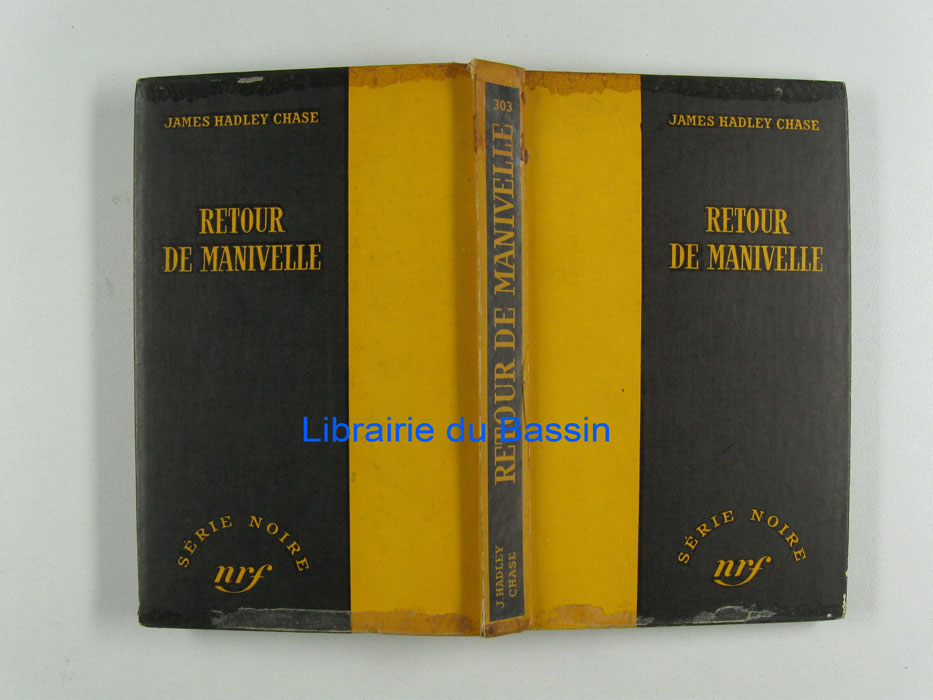 JAMES HADLEY CHASE
RETOUR
DE MANIVELLE
SÉRIE NOIRE
nrf
303
RETOUR DE MANIVELLE
J. HADLEY
CHASE
JAMES HADLEY CHASE
RETOUR
DE MANIVELLE
SÉRIE NOIRE
nrf
Librairie du Bassin